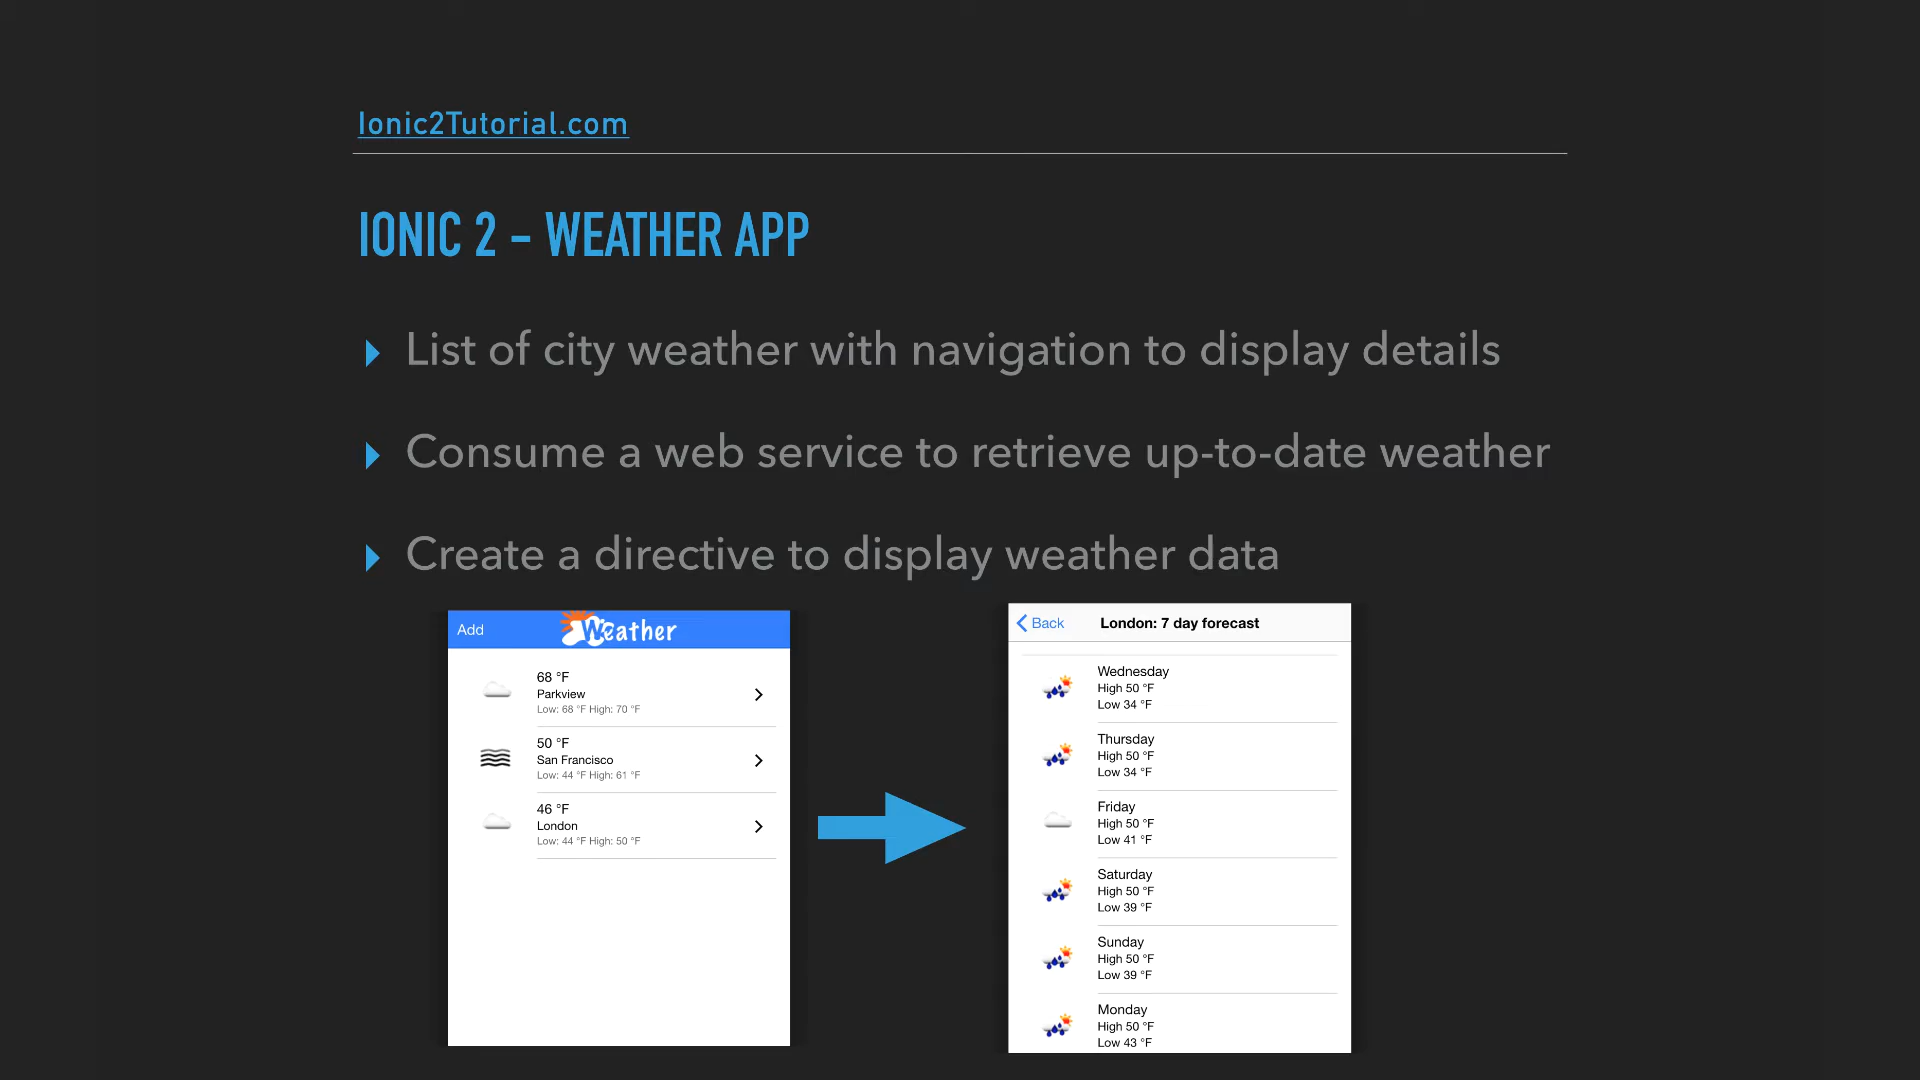 Ionic2Tutorial.com
IONIC 2 - WEATHER APP
List of city weather with navigation to display details
Consume a web service to retrieve up-to-date weather
Create a directive to display weather data
Add
Weather
68 °F
Parkview
Low: 68 °F High: 70 °F
50 °F
San Francisco
Low: 44 °F High: 61 °F
46 °F
London
Low: 44 °F High: 50 °F
Back
London: 7 day forecast
Wednesday
High 50 °F
Low 34 °F
Thursday
High 50 °F
Low 34 °F
Friday
High 50 °F
Low 41 °F
Saturday
High 50 °F
Low 39 °F
Sunday
High 50 °F
Low 39 °F
Monday
High 50 °F
Low 43 °F